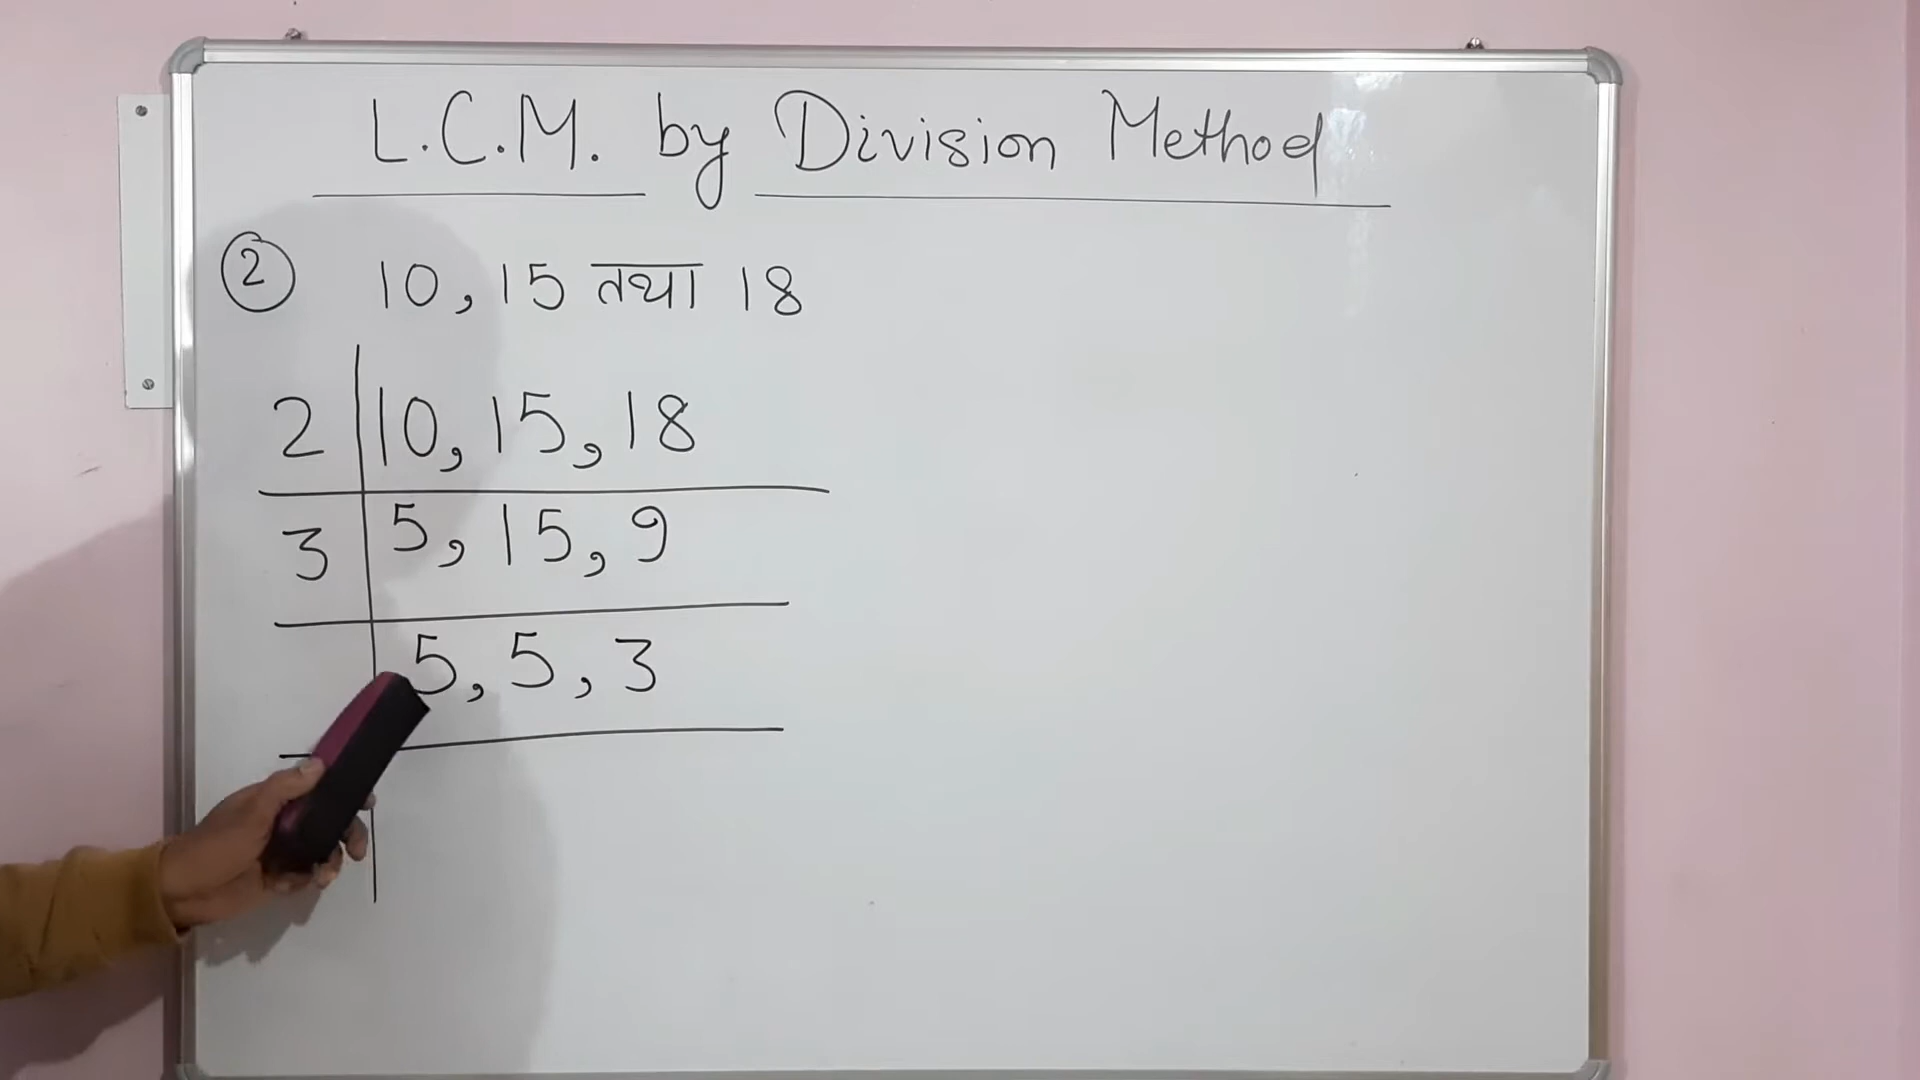 L.C.M. by Division Method
2 10, 15 तथा 18
2 10, 15, 18
3 5, 15, 9
5, 5, 3